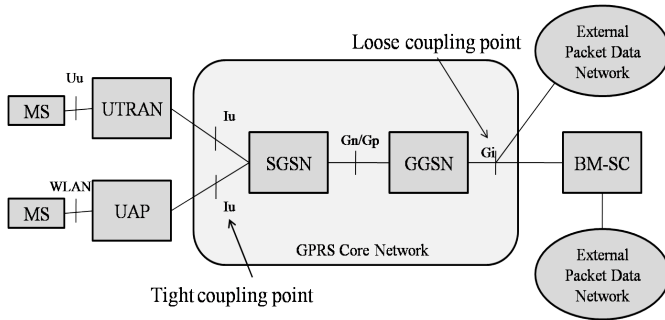 Loose coupling point
External
Packet Data
Network
Uu
MS
UTRAN
Iu
Gn/Gp
SGSN
GGSN
Gi
BM-SC
WLAN
MS
UAP
Iu
GPRS Core Network
Tight coupling point
External
Packet Data
Network